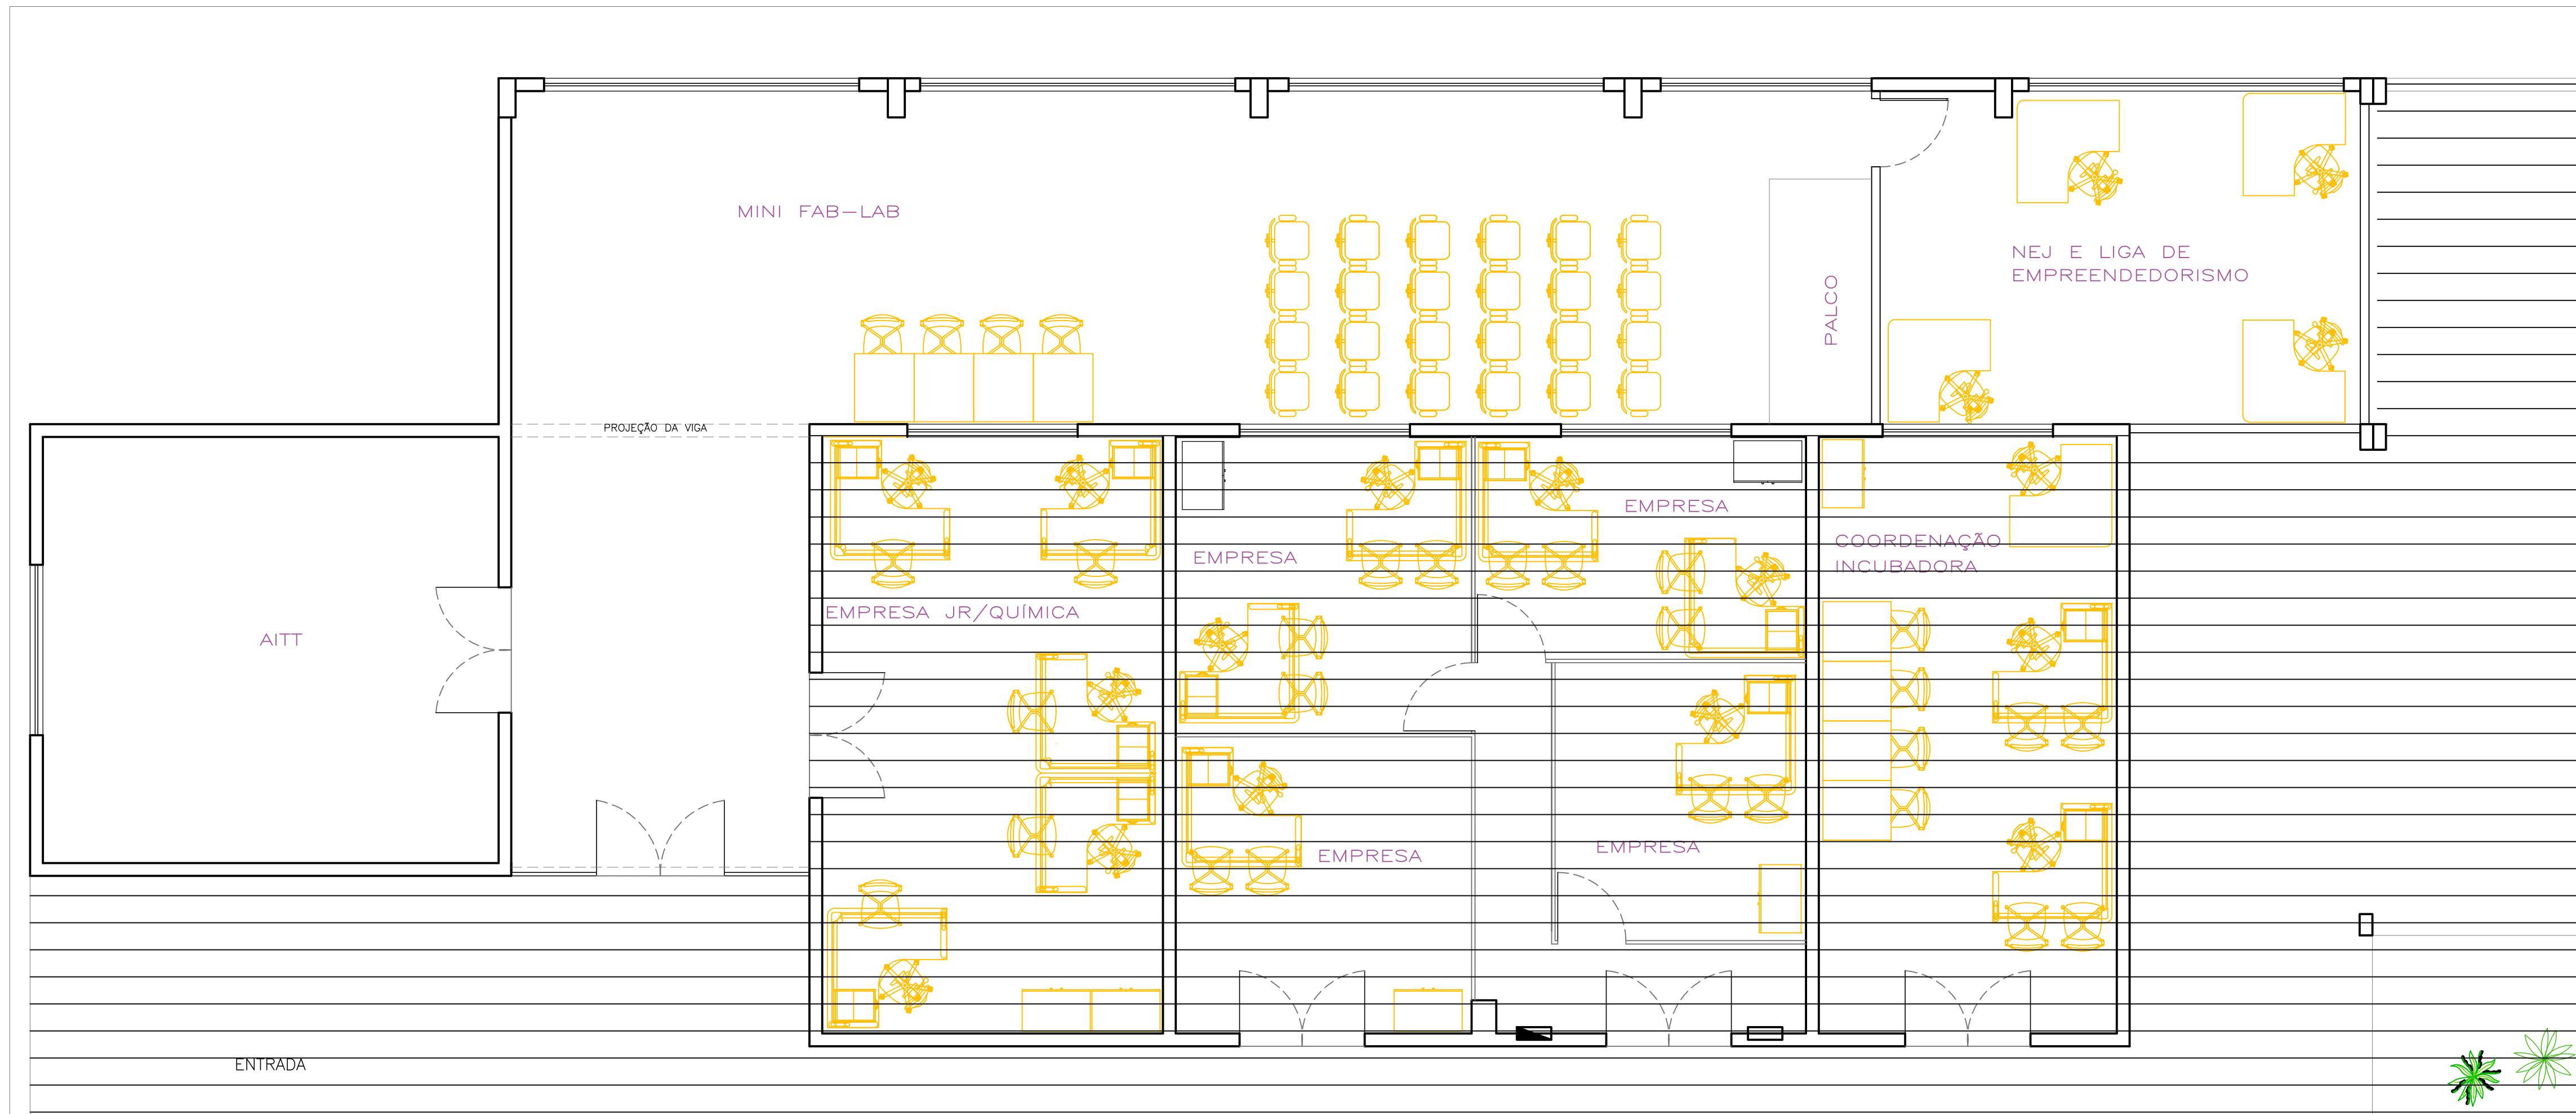 MINI FAB-LAB
NEJ E LIGA DE
EMPREENDEDORISMO
PALCO
PROJEÇÃO DA VIGA
EMPRESA
EMPRESA
COORDENAÇÃO
INCUBADORA
EMPRESA JR/QUÍMICA
AITT
EMPRESA
EMPRESA
ENTRADA